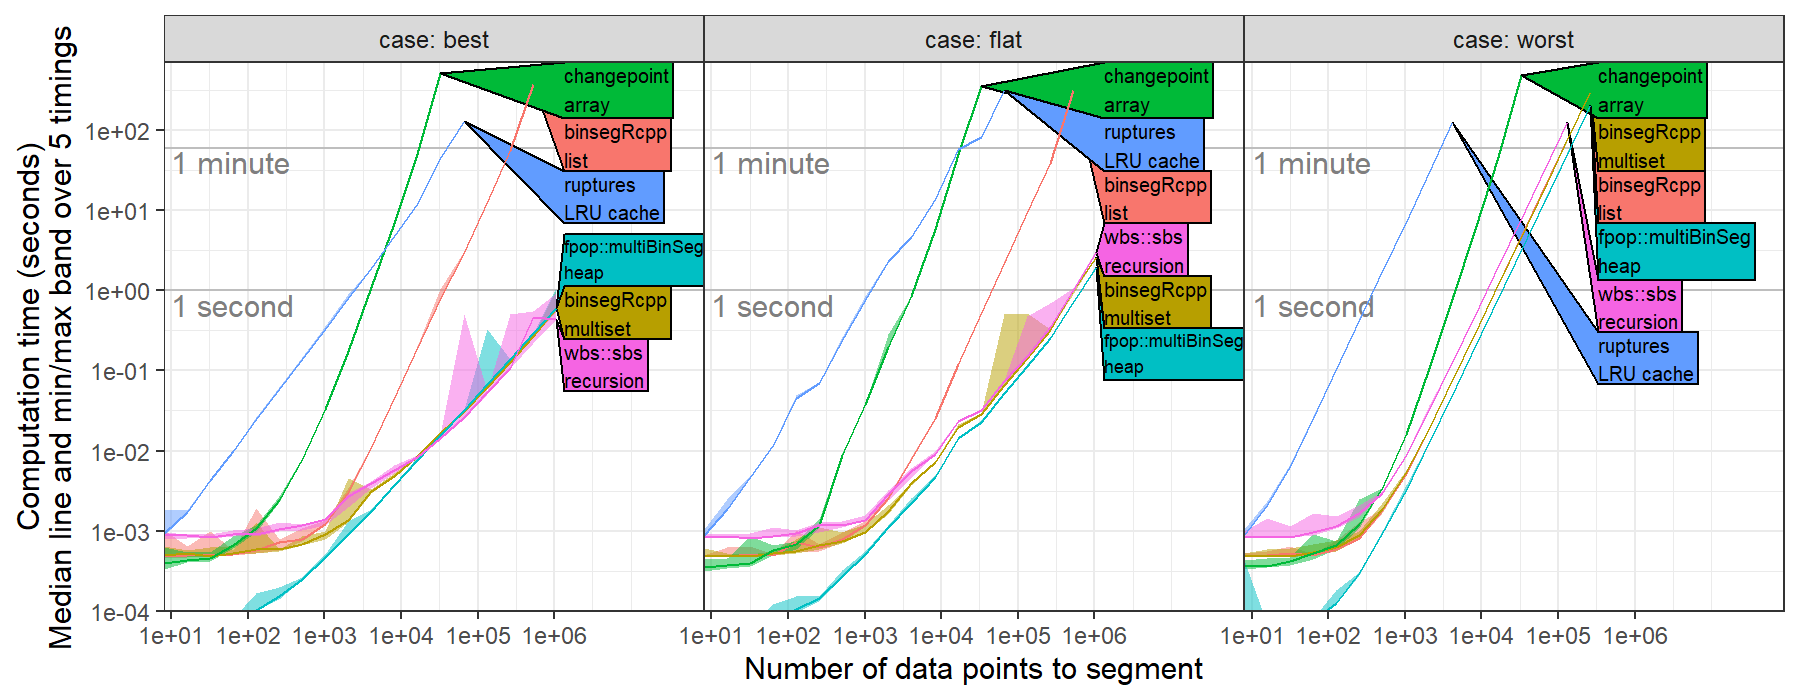 case: best
case: flat
case: worst
Computation time (seconds)
Median line and min/max band over 5 timings
1e+02
1e+01
1e+00
1e-01
1e-02
1e-03
1e-04
1 minute
1 second
changepoint
array
binsegRcpp
list
ruptures
LRU cache
fpop::multiBinSeg
heap
binsegRcpp
multiset
wbs::sbs
recursion
1 minute
1 second
changepoint
array
ruptures
LRU cache
binsegRcpp
list
wbs::sbs
recursion
binsegRcpp
multiset
fpop::multiBinSeg
heap
1 minute
1 second
changepoint
array
binsegRcpp
multiset
binsegRcpp
list
fpop::multiBinSeg
heap
wbs::sbs
recursion
ruptures
LRU cache
1e+01 1e+02 1e+03 1e+04 1e+05 1e+06
1e+01 1e+02 1e+03 1e+04 1e+05 1e+06
1e+01 1e+02 1e+03 1e+04 1e+05 1e+06
Number of data points to segment